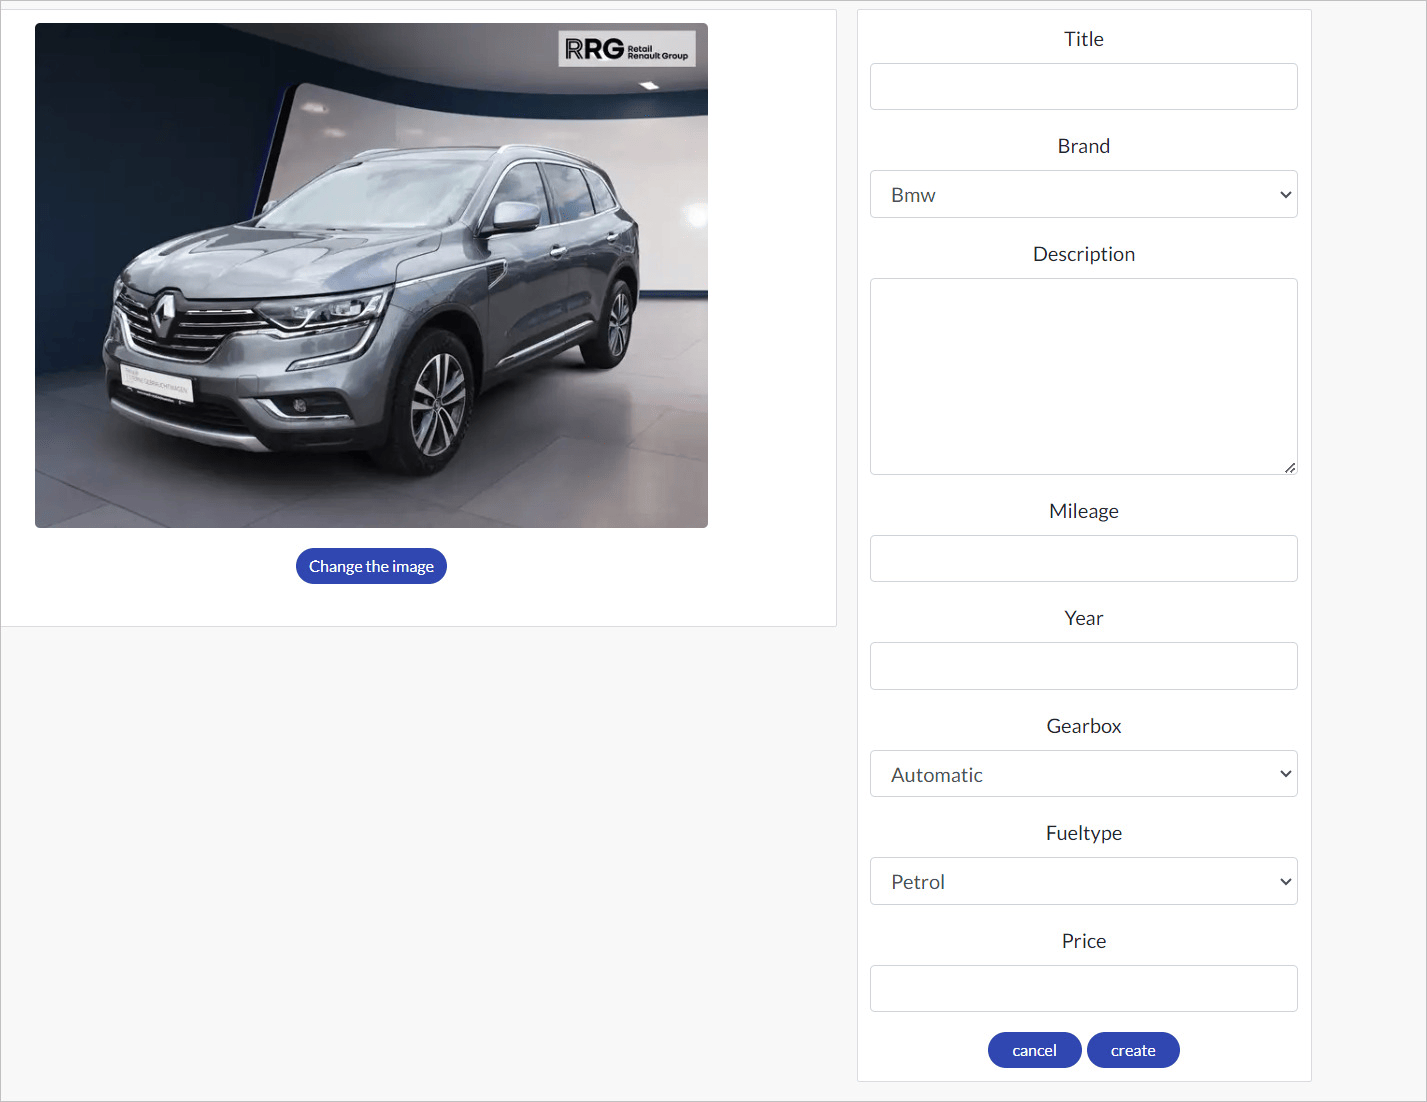 RRG Retail
Renault Group
GEBRAUCHTWAGEN
Change the image
Title
Brand
Bmw
Description
Mileage
Year
Gearbox
Automatic
Fueltype
Petrol
Price
cancel
create